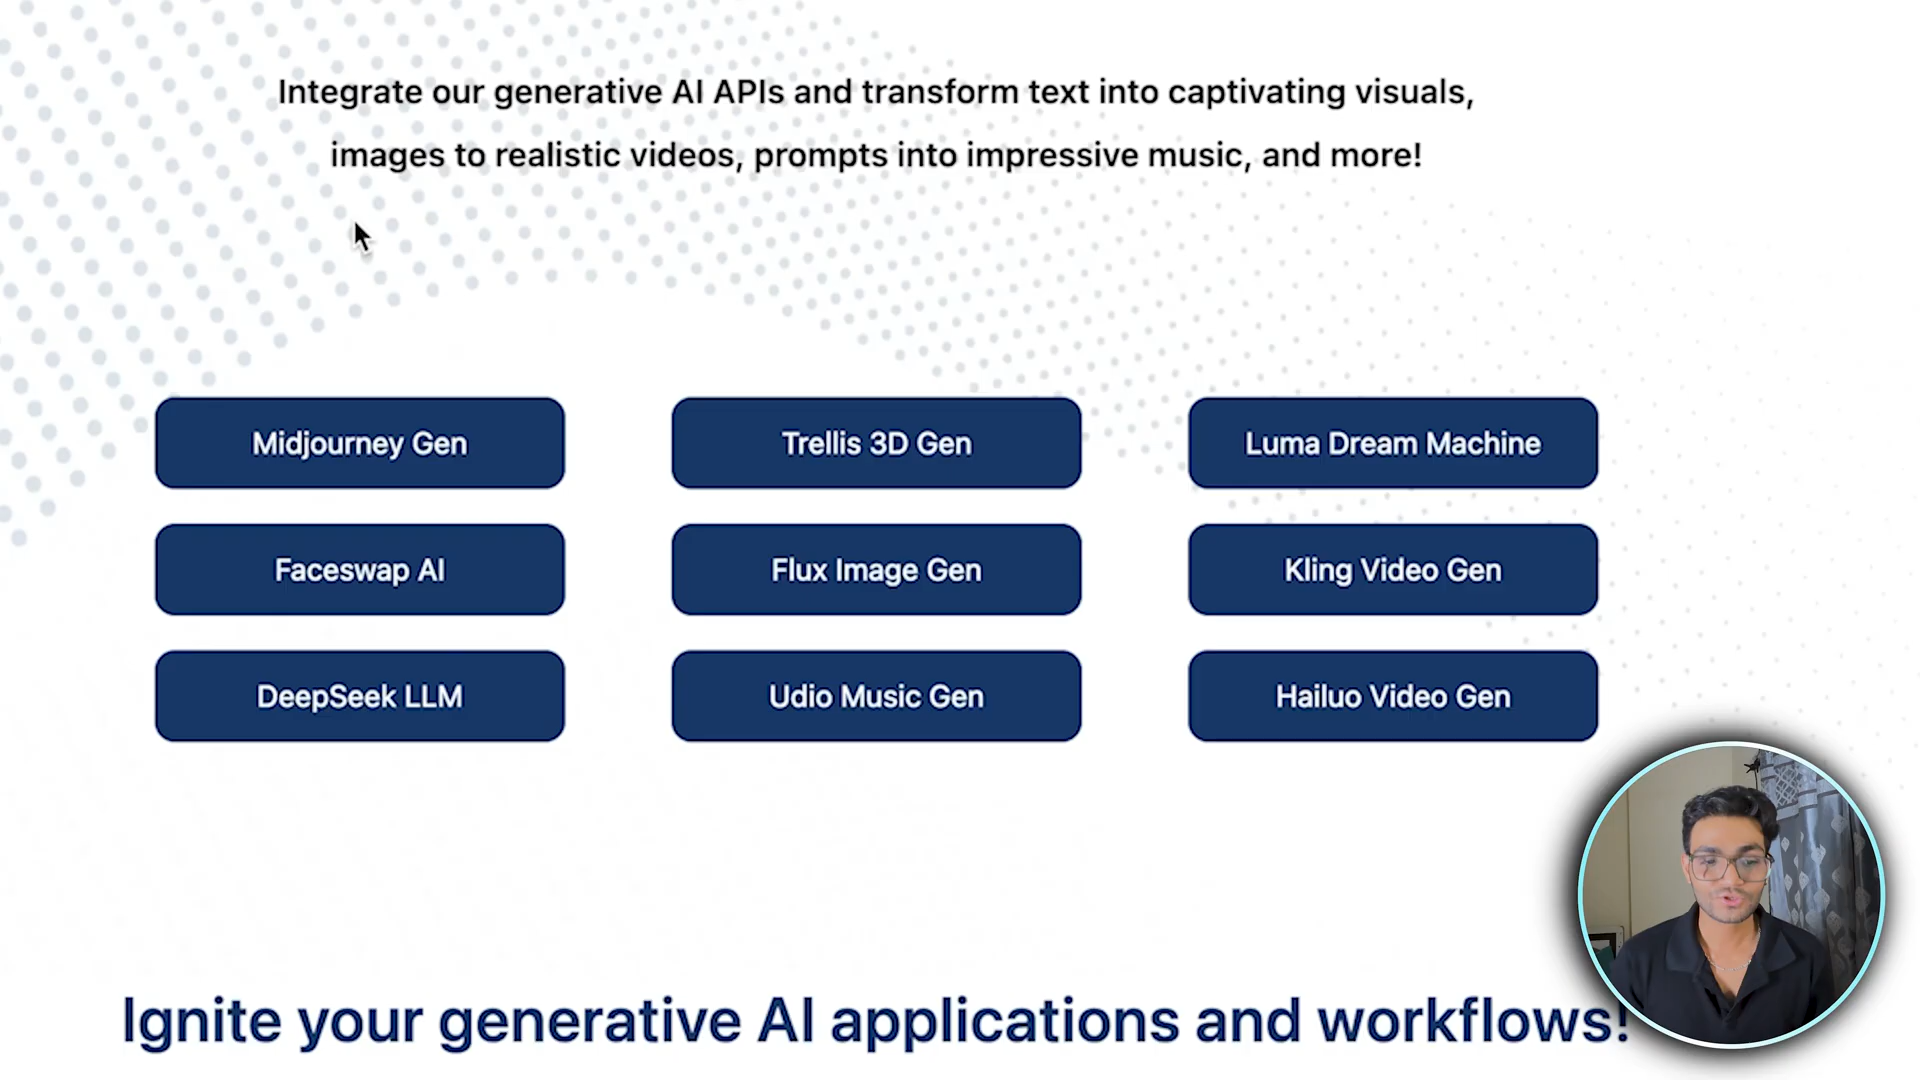 Integrate our generative AI APIs and transform text into captivating visuals,
images to realistic videos, prompts into impressive music, and more!
Midjourney Gen
Trellis 3D Gen
Luma Dream Machine
Faceswap AI
Flux Image Gen
Kling Video Gen
DeepSeek LLM
Udio Music Gen
Hailuo Video Gen
Ignite your generative AI applications and workflows!